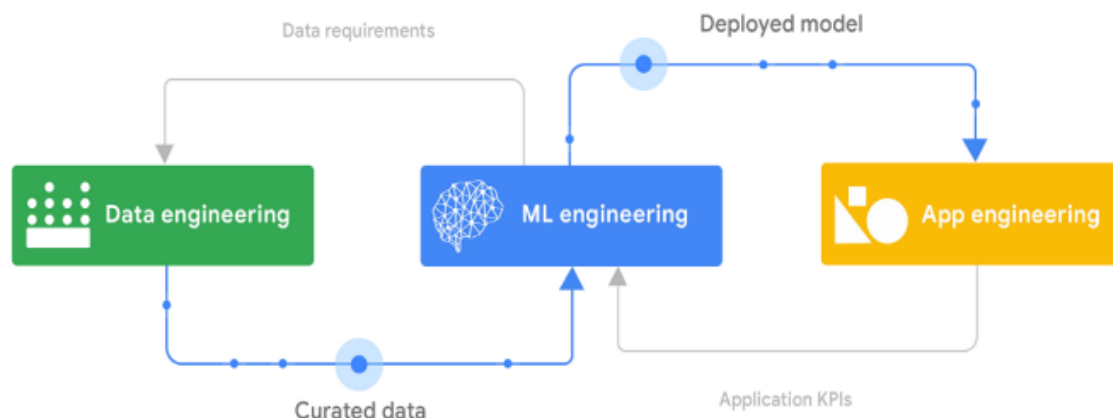 Data requirements
Deployed model
Data engineering
ML engineering
App engineering
Curated data
Application KPIs